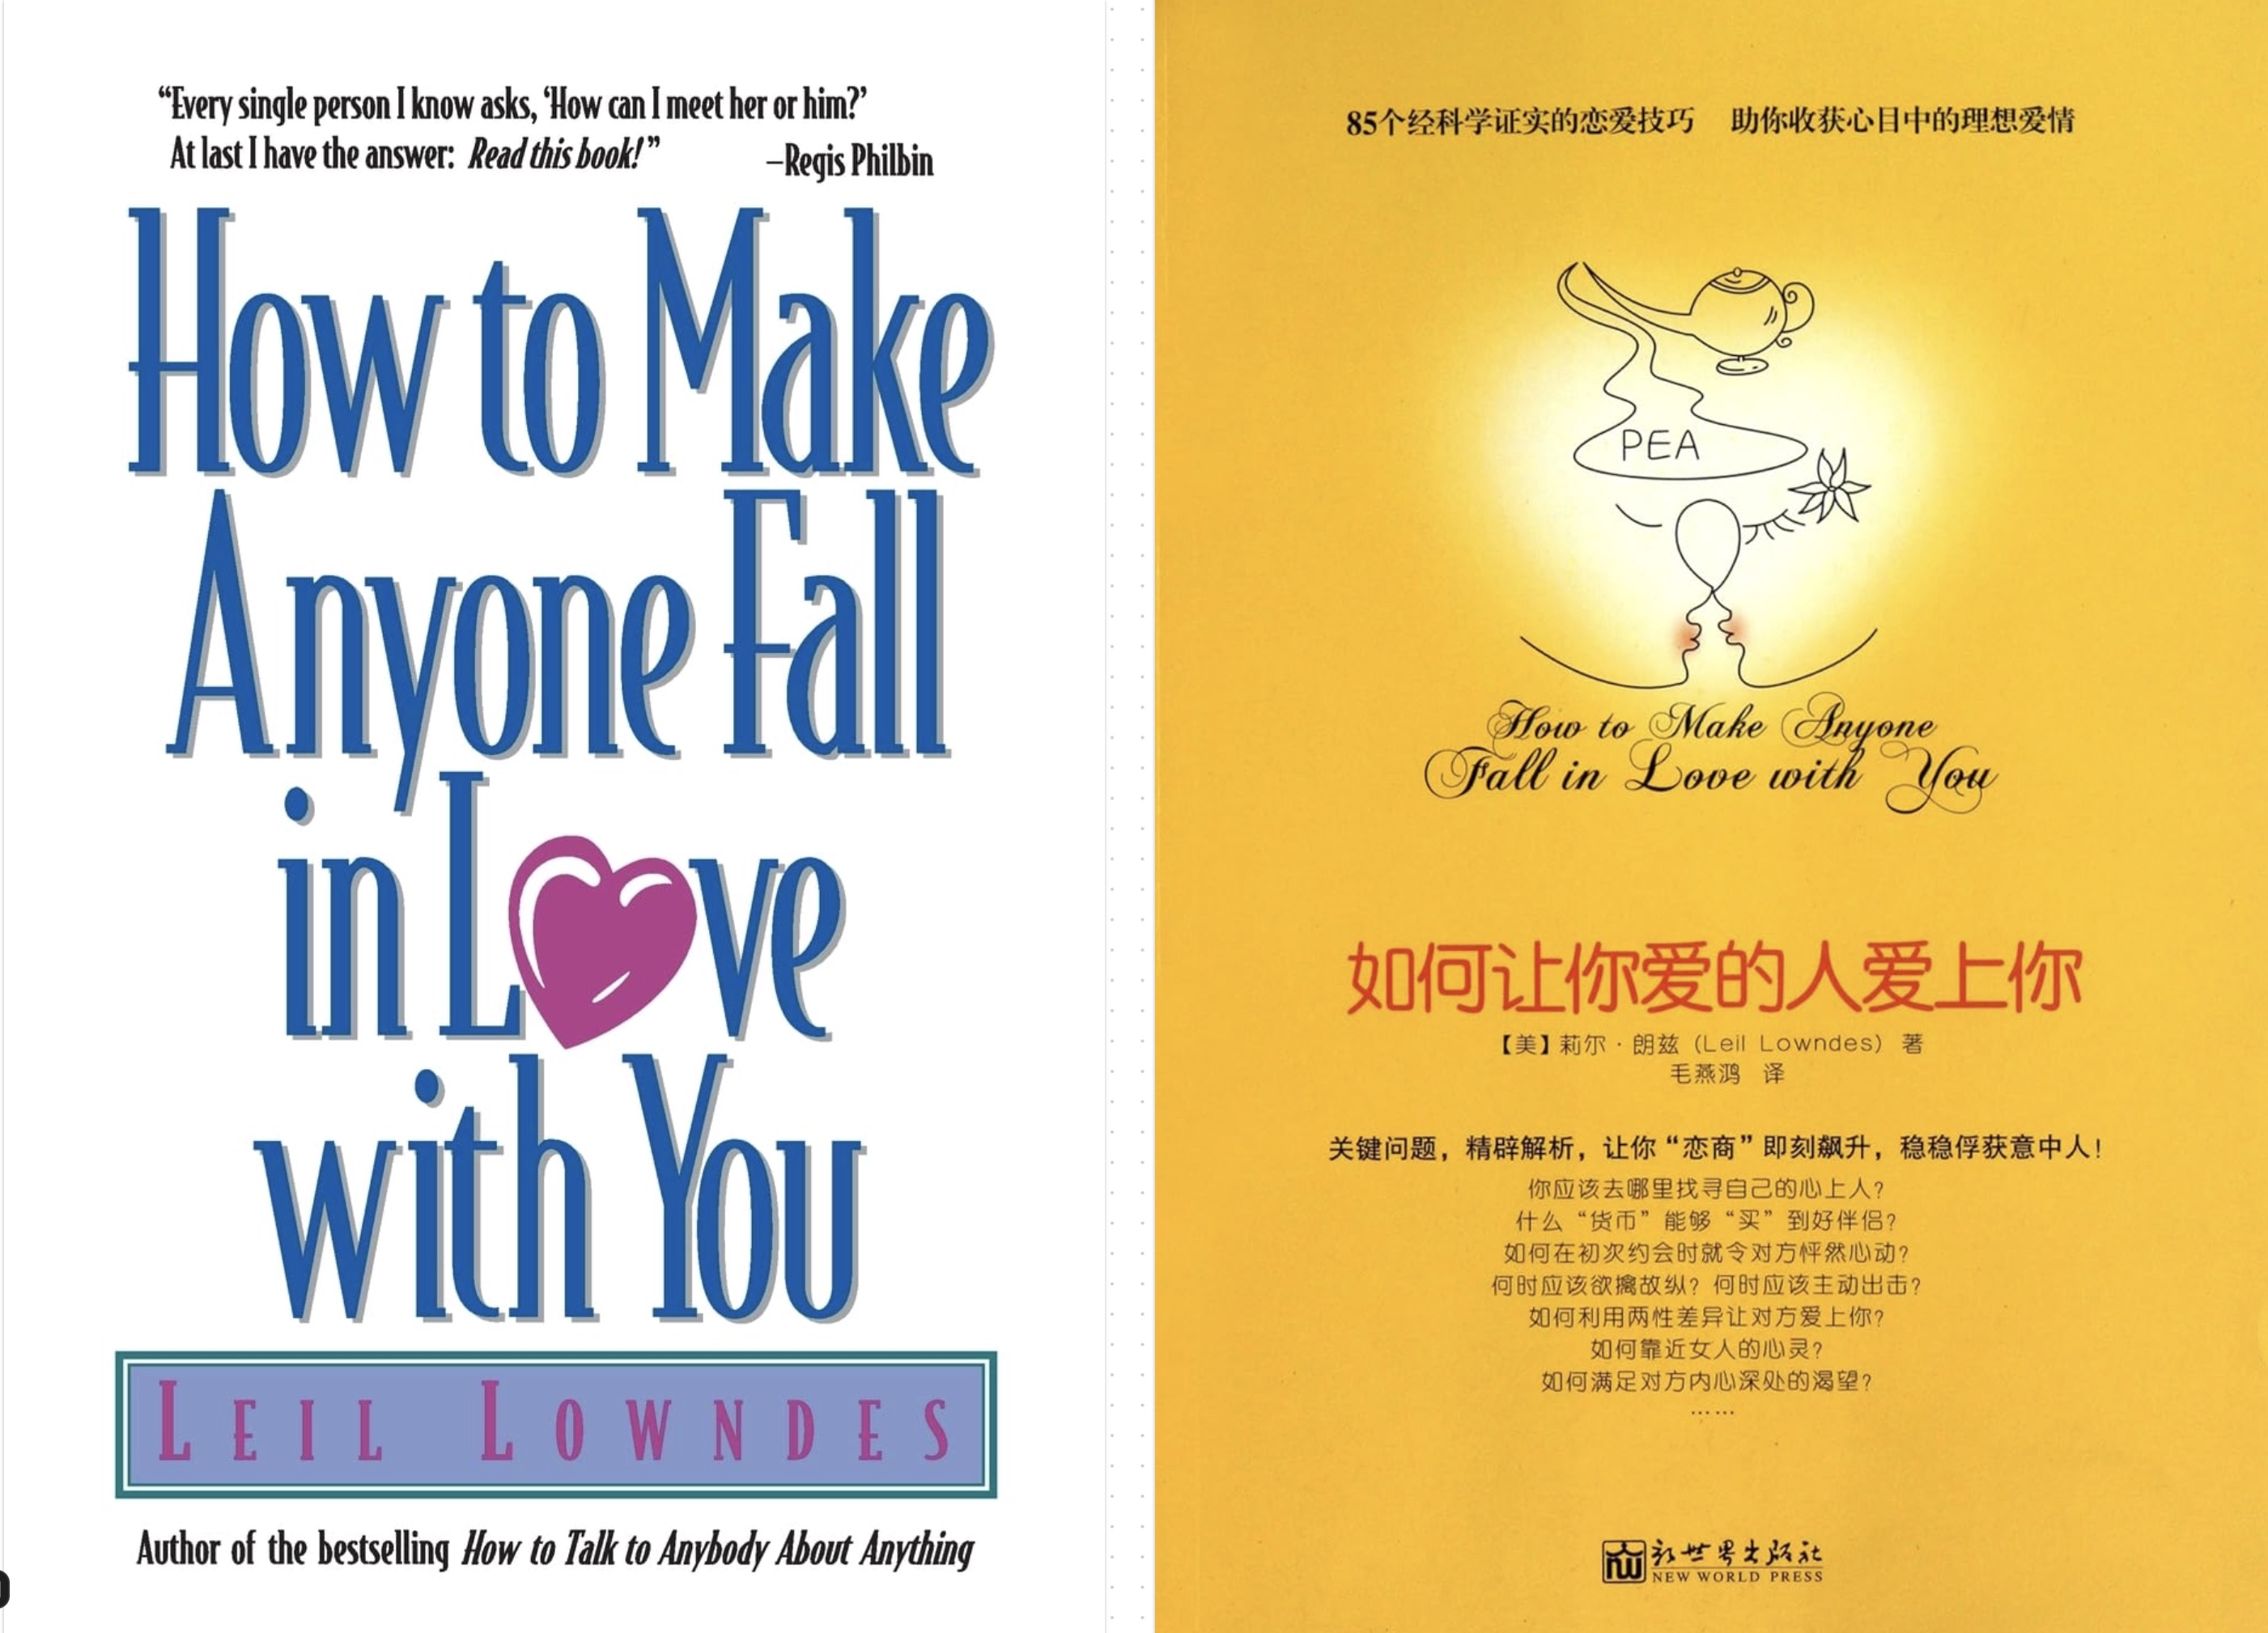 “Every single person I know asks, ‘How can I meet her or him?’
At last I have the answer: Read this book!”
–Regis Philbin
How to Make
Anyone Fall
in Love
with You
LEIL LOWNDES
Author of the bestselling How to Talk to Anybody About Anything
85个经科学证实的恋爱技巧 助你收获心目中的理想爱情
PEA
How to Make Anyone
Fall in Love with You
如何让你爱的人爱上你
【美】莉尔·朗兹（Leil Lowndes）著
毛燕鸿 译
关键问题，精辟解析，让你“恋商”即刻飙升，稳稳俘获意中人！
你应该去哪里找寻自己的心上人？
什么“货币”能够“买”到好伴侣？
如何在初次约会时就令对方怦然心动？
何时应该欲擒故纵？何时应该主动出击？
如何利用两性差异让对方爱上你？
如何靠近女人的心灵？
如何满足对方内心深处的渴望？
……
新世界出版社
NEW WORLD PRESS